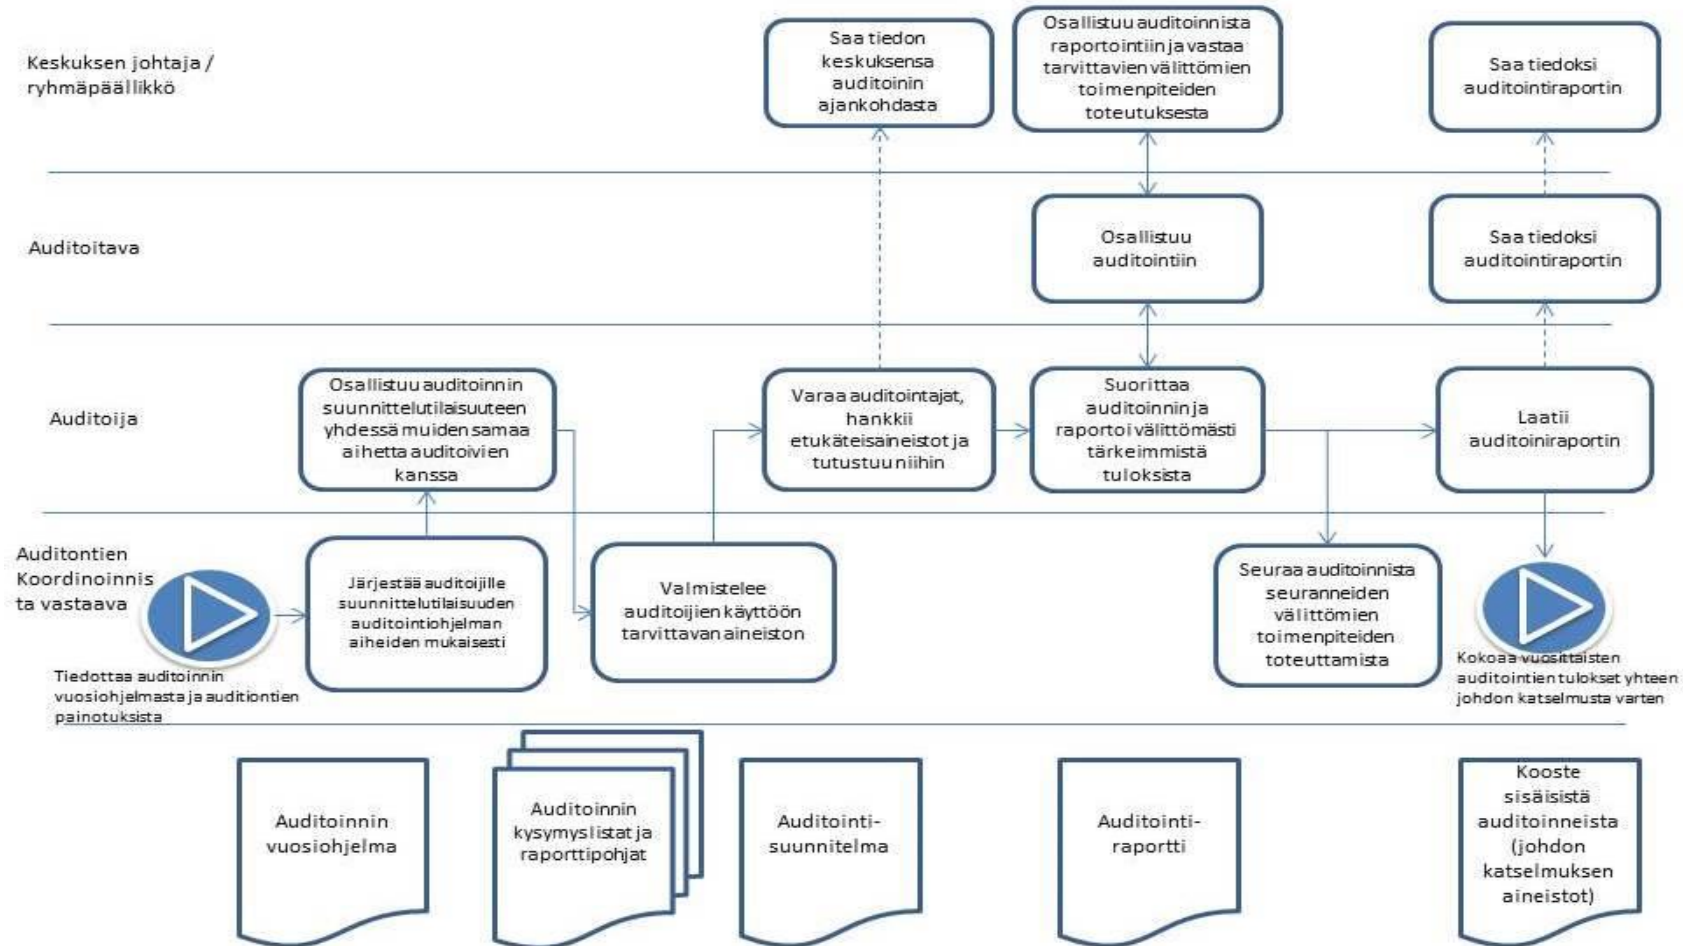 Keskuksen johtaja /
ryhmäpäällikkö
Saa tiedon
keskuksensa
auditoinin
ajankohdasta
Osallistuu auditoinnista
raportointiin ja vastaa
tarvittavien välittömien
toimenpiteiden
toteutuksesta
Saa tiedoksi
auditointiraportin
Auditoitava
Osallistuu
auditointiin
Saa tiedoksi
auditointiraportin
Auditoija
Osallistuu auditoinnin
suunnittelutilaisuuteen
yhdessä muiden samaa
aihetta auditoivien
kanssa
Varaa auditointajat,
hankkii
etukäteisaineistot ja
tutustuu niihin
Suorittaa
auditoinnin ja
raportoi välittömästi
tärkeimmistä
tuloksista
Laatii
auditoiniraportin
Auditontien
Koordinoinnis
ta vastaava
Tiedottaa auditoinnin
vuosiohjelmasta ja auditiontien
painotuksista
Järjestää auditoijille
suunnittelutilaisuuden
auditointiohjelman
aiheiden mukaisesti
Valmistelee
auditoijien käyttöön
tarvittavan aineiston
Seuraa auditoinnista
seuranneiden
välittömien
toimenpiteiden
toteuttamista
Kokoaa vuosittaisten
auditointien tulokset yhteen
johdon katselmusta varten
Auditoinnin
vuosiohjelma
Auditoinnin
kysymyslistat ja
raporttipohjat
Auditointi-
suunnitelma
Auditointi-
raportti
Kooste
sisäisistä
auditoinneista
(johdon
katselmuksen
aineistot)